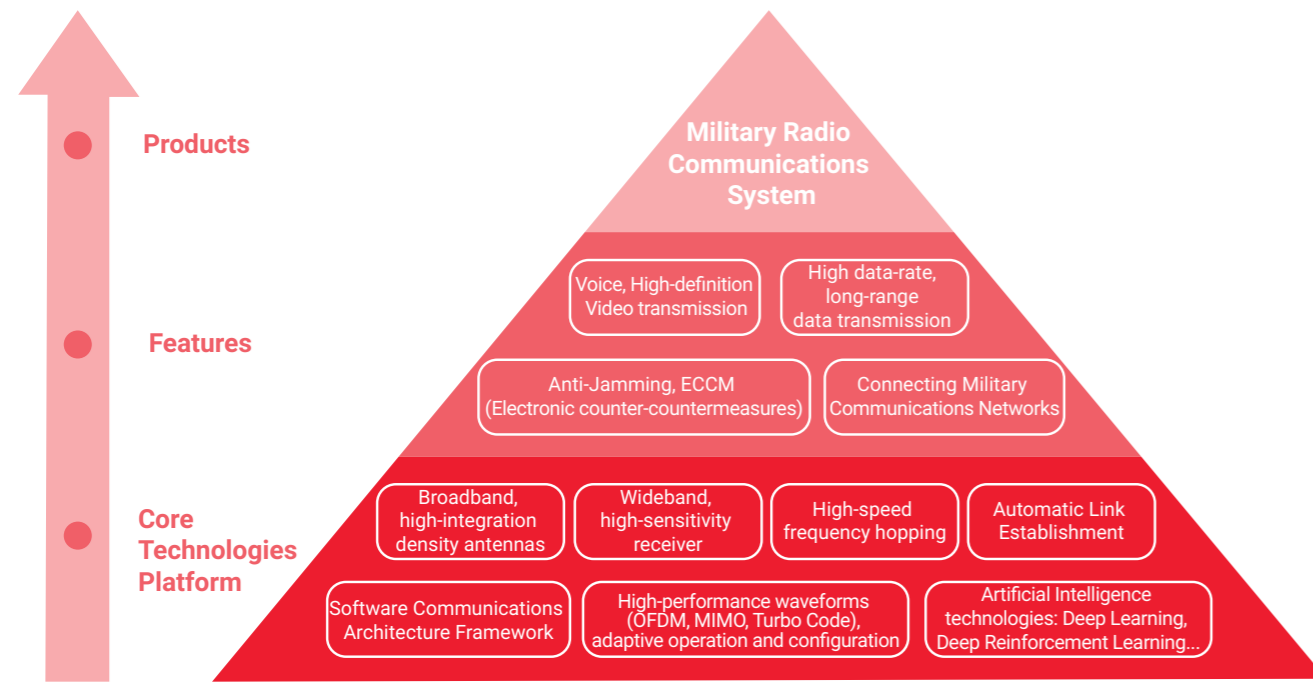 Products
Military Radio
Communications
System
Features
Voice, High-definition
Video transmission
High data-rate,
long-range
data transmission
Anti-Jamming, ECCM
(Electronic counter-countermeasures)
Connecting Military
Communications Networks
Core
Technologies
Platform
Broadband,
high-integration
density antennas
Wideband,
high-sensitivity
receiver
High-speed
frequency hopping
Automatic Link
Establishment
Software Communications
Architecture Framework
High-performance waveforms
(OFDM, MIMO, Turbo Code),
adaptive operation and configuration
Artificial Intelligence
technologies: Deep Learning,
Deep Reinforcement Learning...